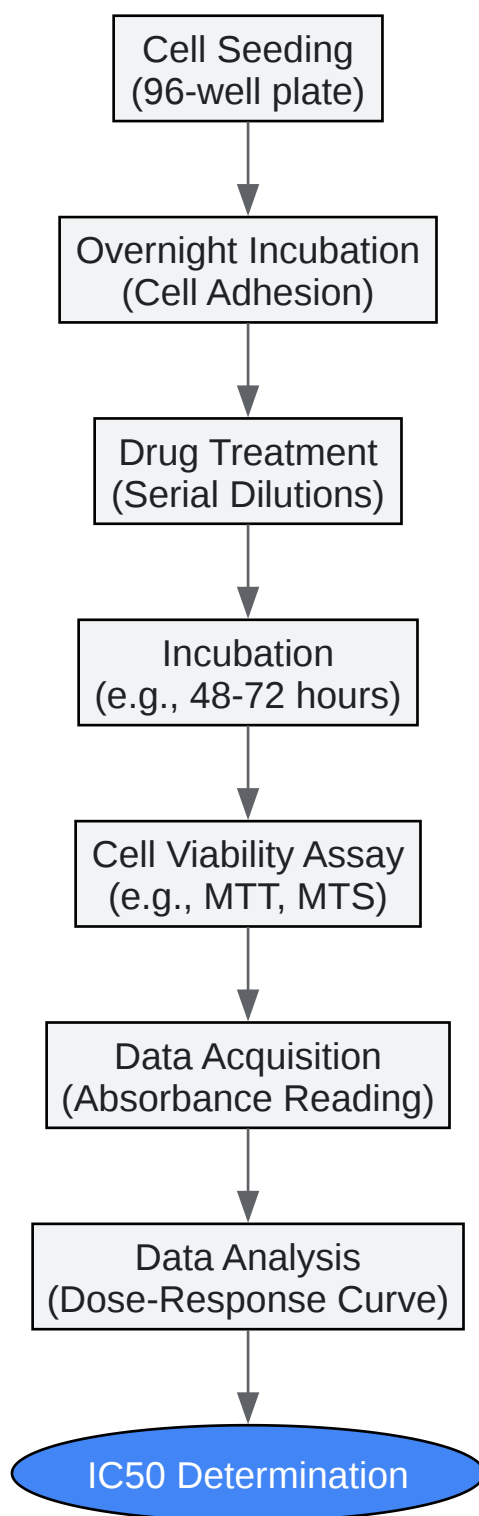 Cell Seeding
(96-well plate)
Overnight Incubation
(Cell Adhesion)
Drug Treatment
(Serial Dilutions)
Incubation
(e.g., 48-72 hours)
Cell Viability Assay
(e.g., MTT, MTS)
Data Acquisition
(Absorbance Reading)
Data Analysis
(Dose-Response Curve)
IC50 Determination